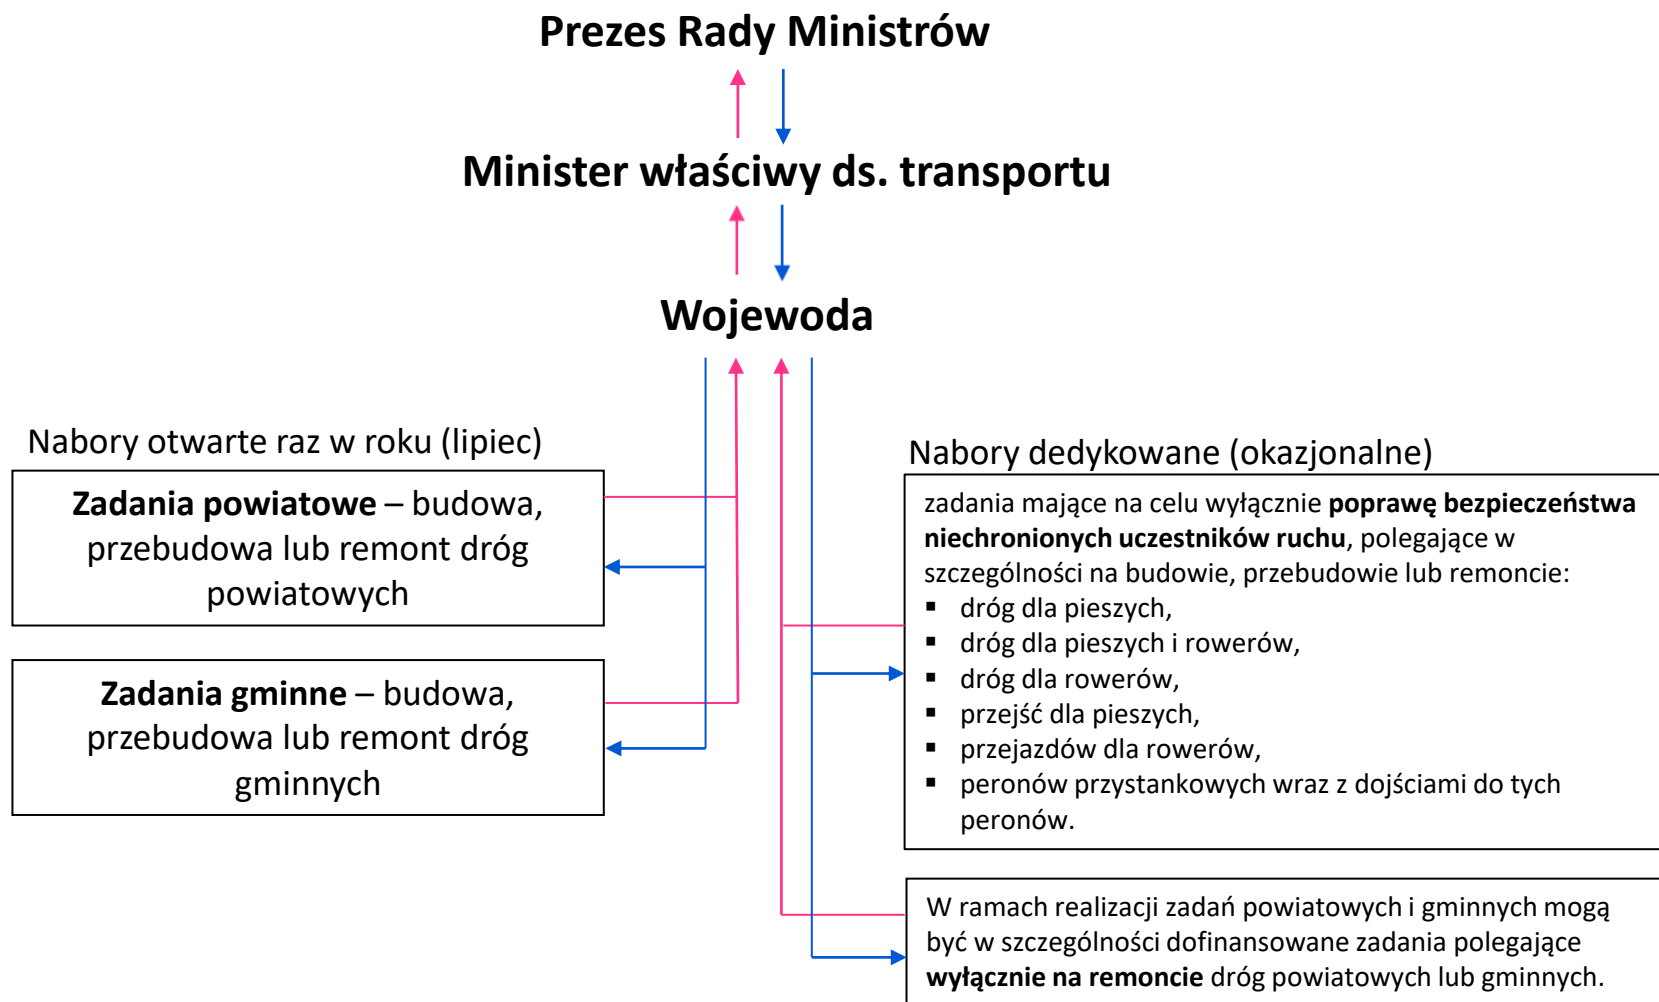 Prezes Rady Ministrów
Minister właściwy ds. transportu
Wojewoda
Nabory otwarte raz w roku (lipiec)
Zadania powiatowe – budowa,
przebudowa lub remont dróg
powiatowych
Zadania gminne – budowa,
przebudowa lub remont dróg
gminnych
Nabory dedykowane (okazjonalne)
zadania mające na celu wyłącznie poprawę bezpieczeństwa
niechronionych uczestników ruchu, polegające w
szczególności na budowie, przebudowie lub remoncie:
▪ dróg dla pieszych,
▪ dróg dla pieszych i rowerów,
▪ dróg dla rowerów,
▪ przejść dla pieszych,
▪ przejazdów dla rowerów,
▪ peronów przystankowych wraz z dojściami do tych
peronów.
W ramach realizacji zadań powiatowych i gminnych mogą
być w szczególności dofinansowane zadania polegające
wyłącznie na remoncie dróg powiatowych lub gminnych.